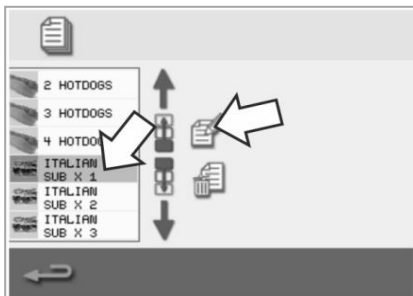 2 HOTDOGS
3 HOTDOGS
ITALIAN
SUB X 1
ITALIAN
SUB X 2
ITALIAN
SUB X 3